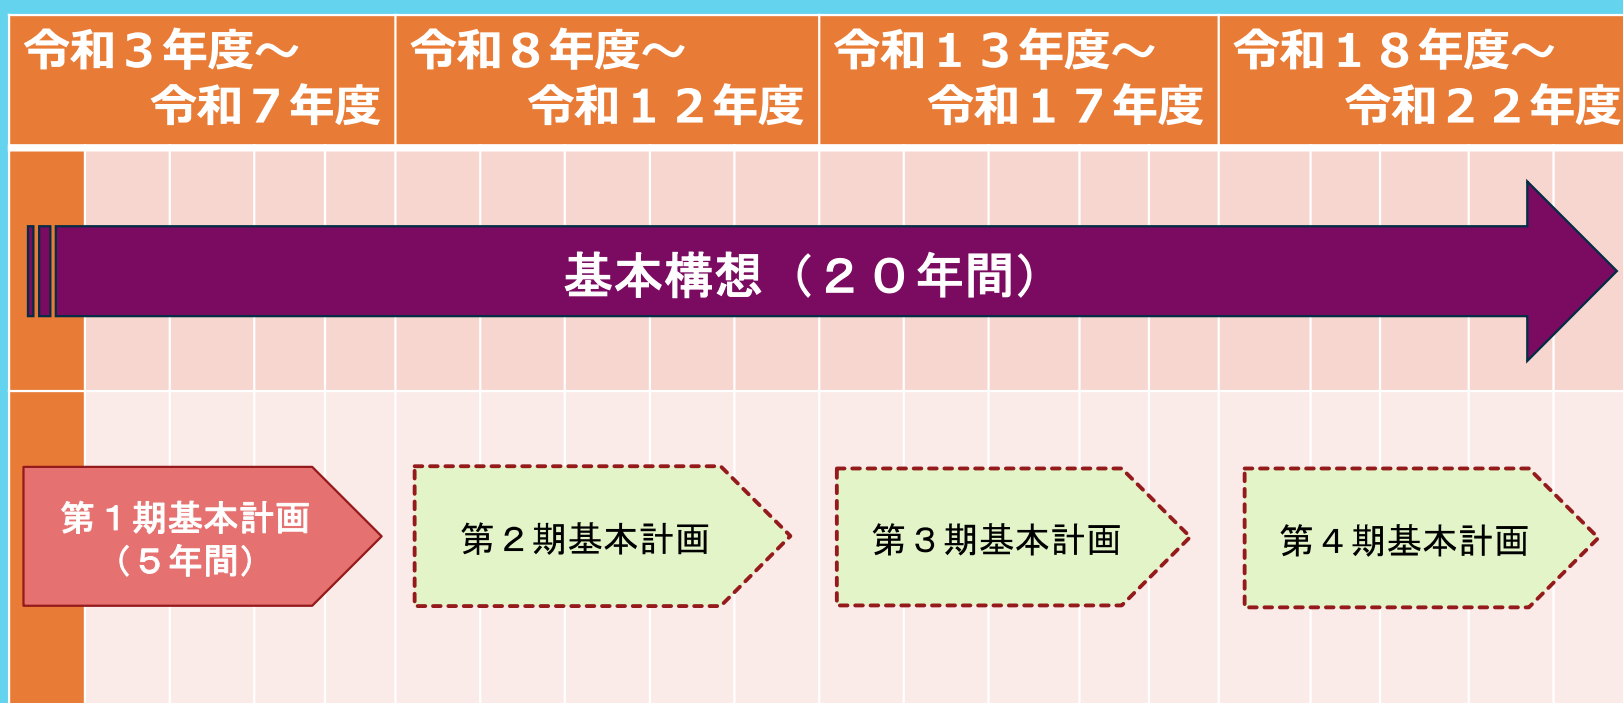 令和３年度～
令和７年度
令和８年度～
令和１２年度
令和１３年度～
令和１７年度
令和１８年度～
令和２２年度
基本構想（２０年間）
第１期基本計画
（５年間）
第２期基本計画
第３期基本計画
第４期基本計画